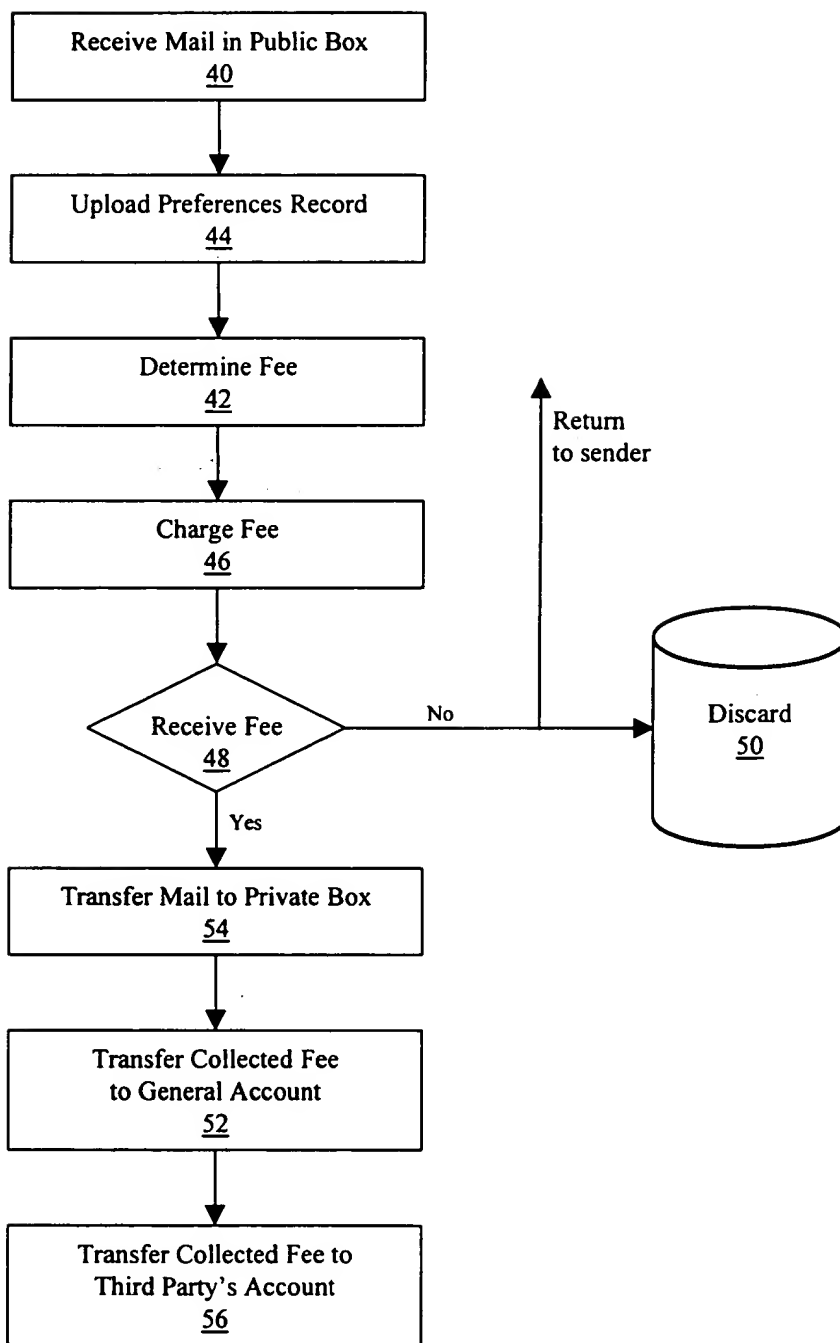 Receive Mail in Public Box
40
Upload Preferences Record
44
Determine Fee
42
Return
to sender
Charge Fee
46
Receive Fee
48
No
Discard
50
Yes
Transfer Mail to Private Box
54
Transfer Collected Fee
to General Account
52
Transfer Collected Fee to
Third Party's Account
56